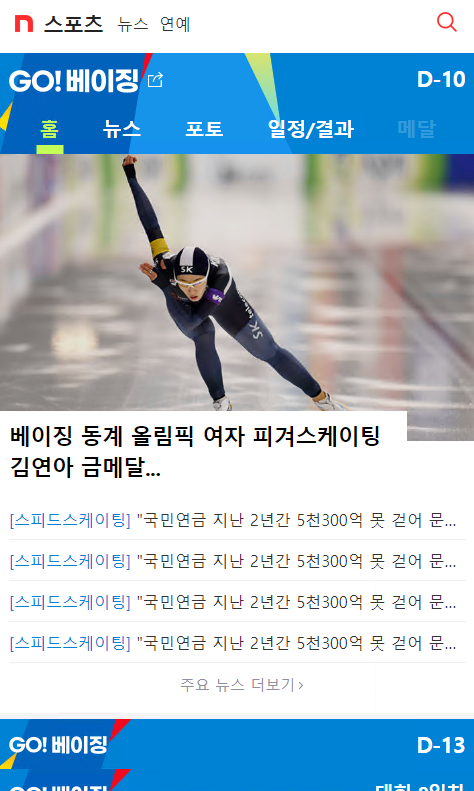 n 스포츠 뉴스 연예
GO! 베이징 D-10
홈 뉴스 포토 일정/결과 메달
SK
SK telecom
베이징 동계 올림픽 여자 피겨스케이팅
김연아 금메달...
[스피드스케이팅] "국민연금 지난 2년간 5천300억 못 걷어 문...
[스피드스케이팅] "국민연금 지난 2년간 5천300억 못 걷어 문...
[스피드스케이팅] "국민연금 지난 2년간 5천300억 못 걷어 문...
[스피드스케이팅] "국민연금 지난 2년간 5천300억 못 걷어 문...
주요 뉴스 더보기 >
GO! 베이징 D-13
GO! 베이징